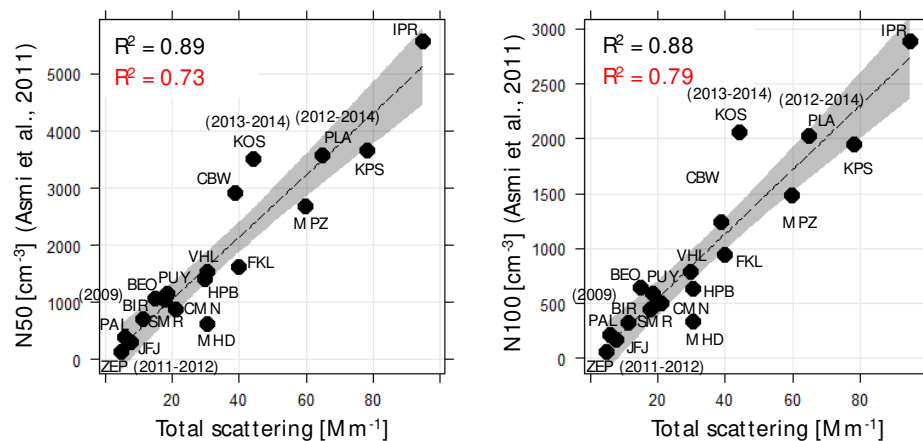 R² = 0.89
R² = 0.73
IPR
(2013-2014)
(2012-2014)
KOS
PLA
KPS
CBW
MPZ
VHL
FKL
BEO
PUY
HPB
(2009)
BIR
CMN
PAL
SMR
MHD
JFJ
ZEP
(2011-2012)
0
1000
2000
3000
4000
5000
20
40
60
80
N50 [cm⁻³] (Asmi et al., 2011)
Total scattering [Mm⁻¹]
R² = 0.88
R² = 0.79
IPR
(2013-2014)
(2012-2014)
KOS
PLA
KPS
CBW
MPZ
VHL
FKL
BEO
PUY
HPB
(2009)
BIR
CMN
PAL
SMR
MHD
JFJ
ZEP
(2011-2012)
0
500
1000
1500
2000
2500
3000
20
40
60
80
N100 [cm⁻³] (Asmi et al., 2011)
Total scattering [Mm⁻¹]